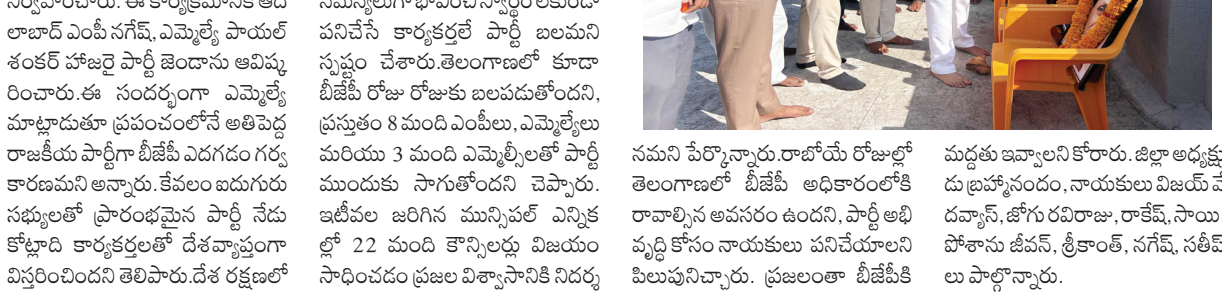 నిర్వహించారు. ఈ కార్యక్రమానికి ఆది
లాబాద్ ఎంపీ నగేష్, ఎమ్మెల్యే పాయల్
శంకర్ హాజరై పార్టీ జెండాను ఆవిష్క
రించారు.ఈ సందర్భంగా ఎమ్మెల్యే
మాట్లాడుతూ ప్రపంచంలోనే అతిపెద్ద
రాజకీయ పార్టీగా బీజేపీ ఎదగడం గర్వ
కారణమని అన్నారు. కేవలం ఐదుగురు
సభ్యులతో ప్రారంభమైన పార్టీ నేడు
కోట్లాది కార్యకర్తలతో దేశవ్యాప్తంగా
విస్తరించిందని తెలిపారు.దేశ రక్షణలో
పనిచేసే కార్యకర్తలే పార్టీ బలమని
స్పష్టం చేశారు.తెలంగాణలో కూడా
బీజేపీ రోజు రోజుకు బలపడుతోందని,
ప్రస్తుతం 8 మంది ఎంపీలు, ఎమ్మెల్యేలు
మరియు 3 మంది ఎమ్మెల్సీలతో పార్టీ
ముందుకు సాగుతోందని చెప్పారు.
ఇటీవల జరిగిన మున్సిపల్ ఎన్నిక
ల్లో 22 మంది కౌన్సిలర్లు విజయం
సాధించడం ప్రజల విశ్వాసానికి నిదర్శ
నమని పేర్కొన్నారు.రాబోయే రోజుల్లో
తెలంగాణలో బీజేపీ అధికారంలోకి
రావాల్సిన అవసరం ఉందని, పార్టీ అభి
వృద్ధి కోసం నాయకులు పనిచేయాలని
పిలుపునిచ్చారు. ప్రజలంతా బీజేపీకి
మద్దతు ఇవ్వాలని కోరారు. జిల్లా అధ్యక్షు
డు బ్రహ్మానందం, నాయకులు విజయ్ వే
దవ్యాస్, జోగు రవిరాజు, రాకేష్, సాయి
పోశాను జీవన్, శ్రీకాంత్, నగేష్, సతీష్
లు పాల్గొన్నారు.